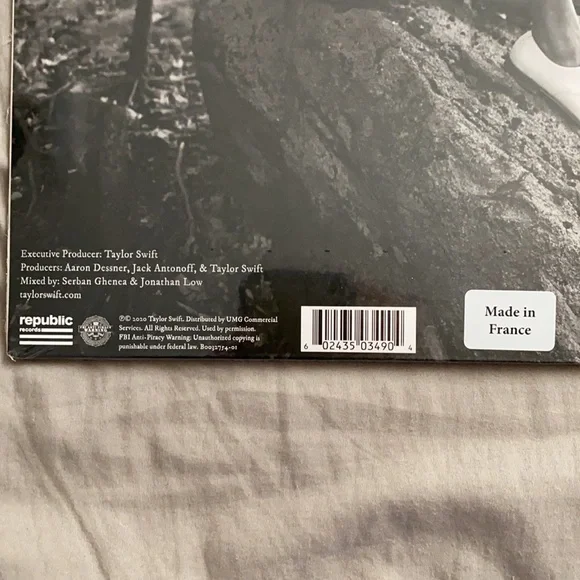 Executive Producer: Taylor Swift
Producers: Aaron Dessner, Jack Antonoff, & Taylor Swift
Mixed by: Serban Ghenea & Jonathan Low
taylorswift.com
republic
records
℗© 2020 Taylor Swift. Distributed by UMG Commercial
Services. All Rights Reserved. Used by permission.
FBI Anti-Piracy Warning: Unauthorized copying is
punishable under federal law. B0032754-01
6 02435 03490 4
Made in
France